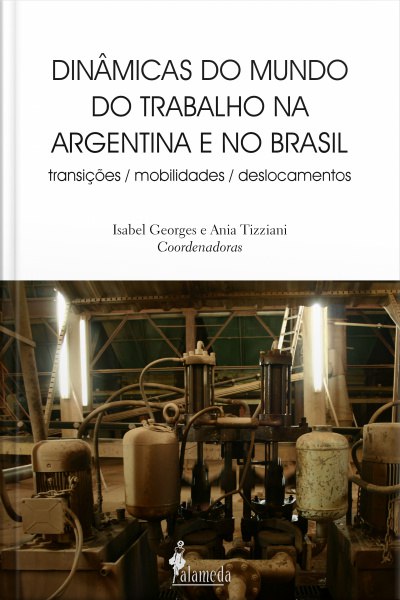 DINÂMICAS DO MUNDO
DO TRABALHO NA
ARGENTINA E NO BRASIL
transições / mobilidades / deslocamentos
Isabel Georges e Ania Tizziani
Coordenadoras
alameda